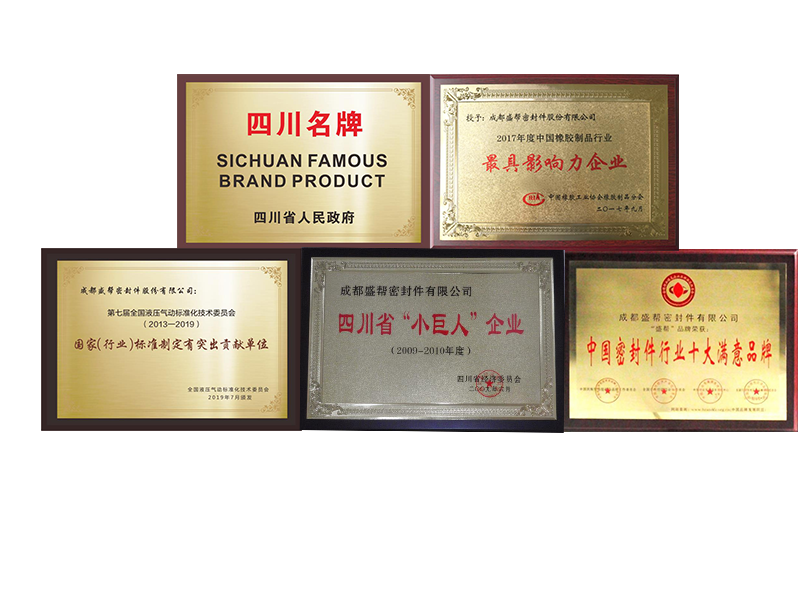 四川名牌
SICHUAN FAMOUS
BRAND PRODUCT
四川省人民政府
授予：成都盛帮密封件股份有限公司
2017年度中国橡胶制品行业
最具影响力企业
中国橡胶工业协会橡胶制品分会
二〇一七年九月
成都盛帮密封件股份有限公司：
第七届全国液压气动标准化技术委员会
（2013—2019）
国家（行业）标准制定有突出贡献单位
全国液压气动标准化技术委员会
2019年7月颁发
成都盛帮密封件有限公司
四川省“小巨人”企业
（2009-2010年度）
四川省经济委员会
成都盛帮密封件有限公司
“盛帮”品牌荣获：
中国密封件行业十大满意品牌